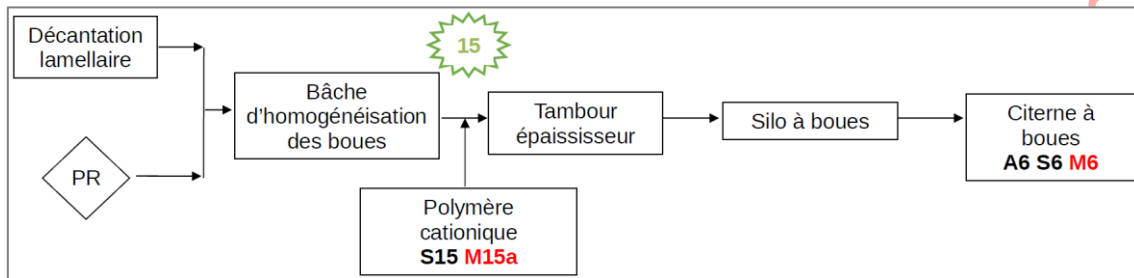 Décantation
lamellaire
15
Bâche
d'homogénéisation
des boues
Tambour
épaississeur
Silo à boues
Citerne à
boues
A6 S6 M6
PR
Polymère
cationique
S15 M15a